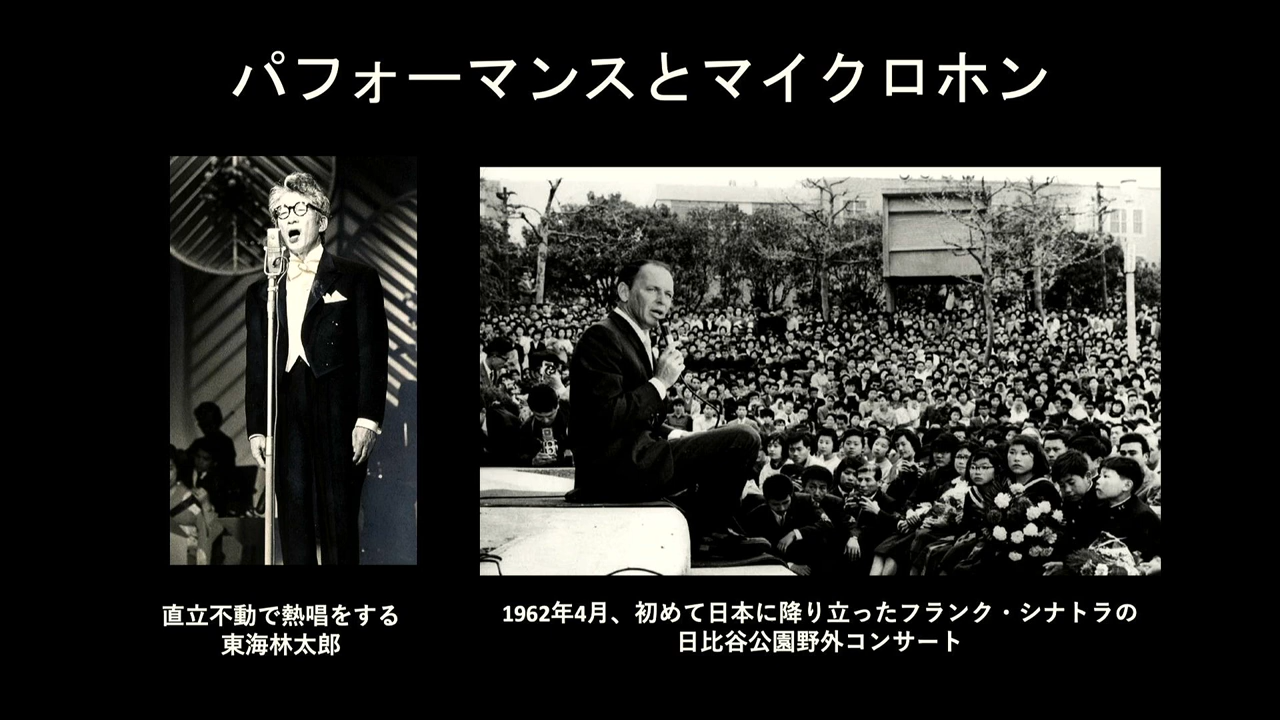 パフォーマンスとマイクロホン
直立不動で熱唱をする
東海林太郎
1962年4月、初めて日本に降り立ったフランク・シナトラの
日比谷公園野外コンサート